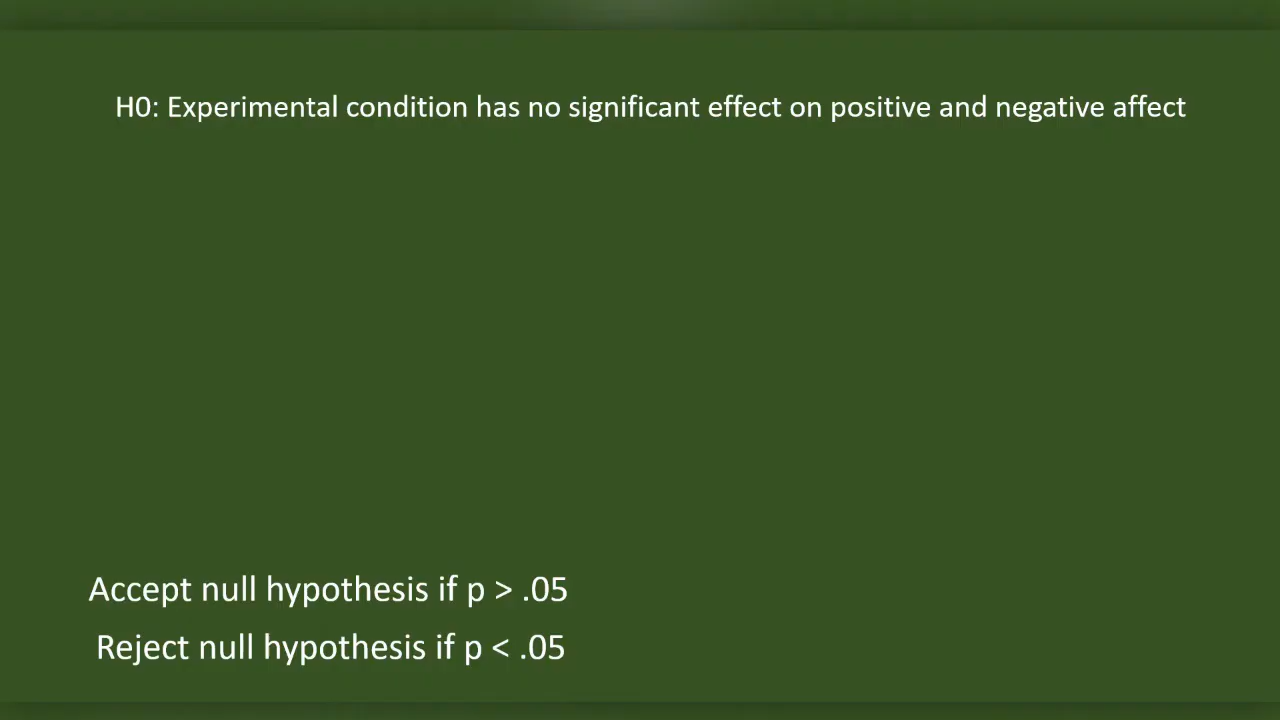 H0: Experimental condition has no significant effect on positive and negative affect
Accept null hypothesis if p > .05
Reject null hypothesis if p < .05